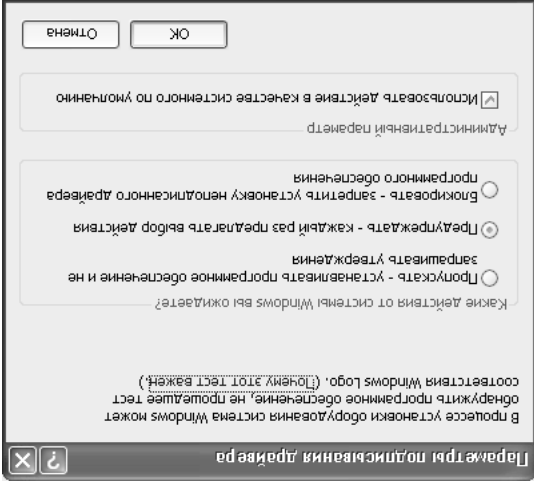 Параметры подписывания драйвера
В процессе установки оборудования система Windows может
обнаружить программное обеспечение, не прошедшее тест
соответствия Windows Logo. (Почему этот тест важен.)
Какие действия от системы Windows вы ожидаете?
Пропускать - устанавливать программное обеспечение и не
запрашивать утверждения
Предупреждать - каждый раз предлагать выбор действия
Блокировать - запретить установку неподписанного драйвера
программного обеспечения
Административный параметр
Использовать действие в качестве системного по умолчанию
OK
Отмена